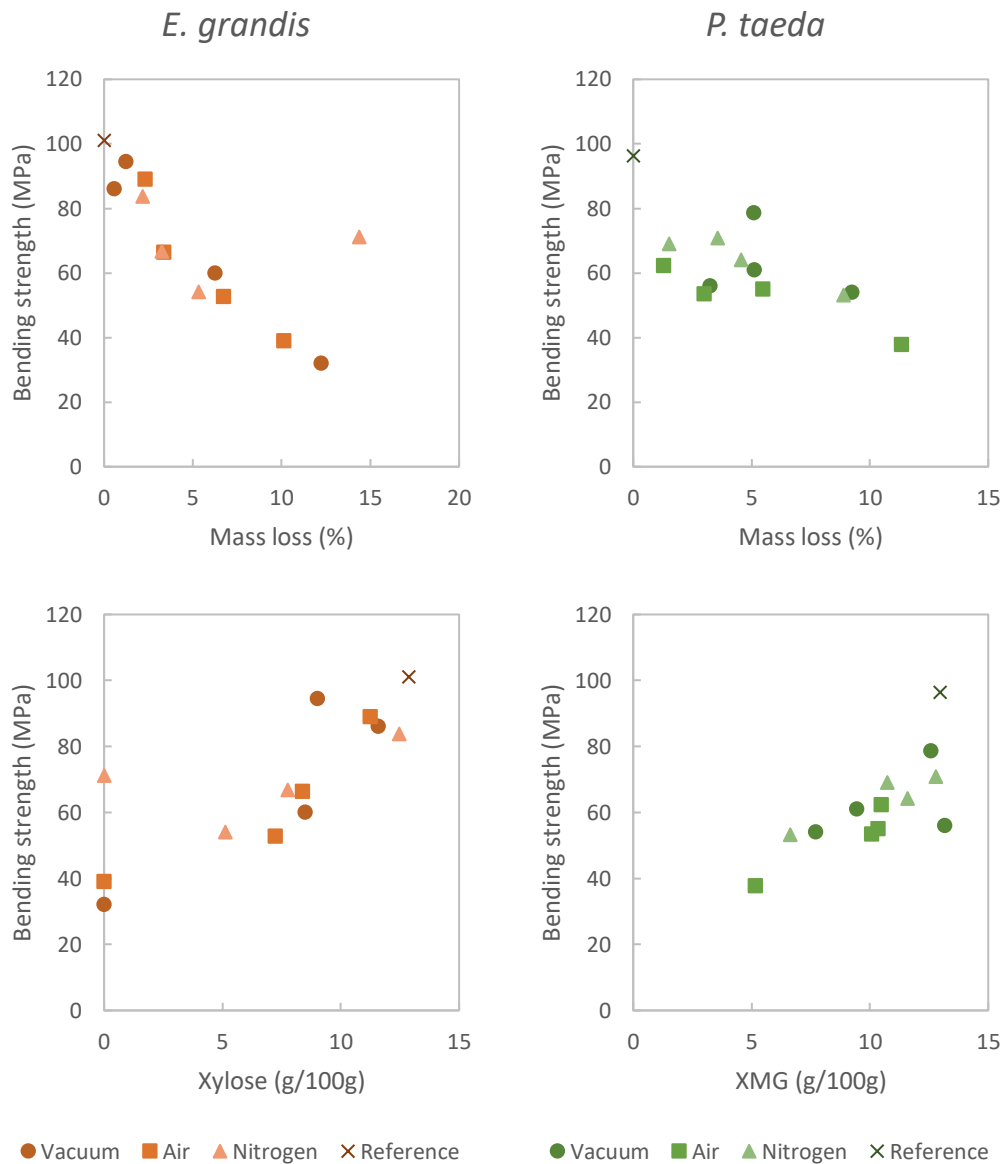 E. grandis
P. taeda
120
100
80
60
40
20
0
Bending strength (MPa)
0 5 10 15 20
Mass loss (%)
120
100
80
60
40
20
0
Bending strength (MPa)
0 5 10 15
Mass loss (%)
120
100
80
60
40
20
0
Bending strength (MPa)
0 5 10 15
Xylose (g/100g)
120
100
80
60
40
20
0
Bending strength (MPa)
0 5 10 15
XMG (g/100g)
Vacuum Air Nitrogen Reference
Vacuum Air Nitrogen Reference